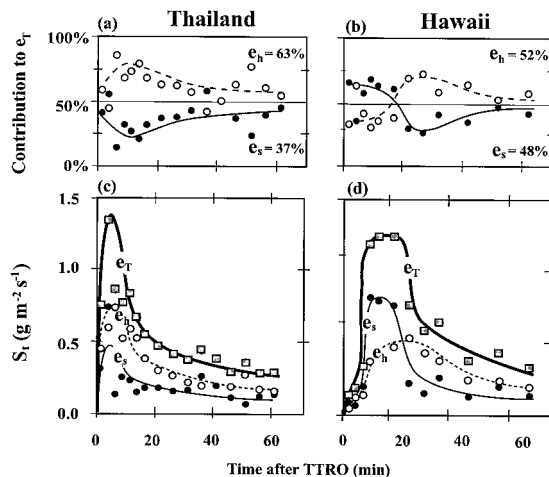 Thailand
Hawaii
(a)
(b)
100%
50%
0%
Contribution to eT
eh = 63%
es = 37%
eh = 52%
es = 48%
(c)
(d)
1.5
1.0
0.5
0.0
St (g m-2 s-1)
eT
eh
es
eT
es
eh
0 20 40 60
0 20 40 60
Time after TTRO (min)